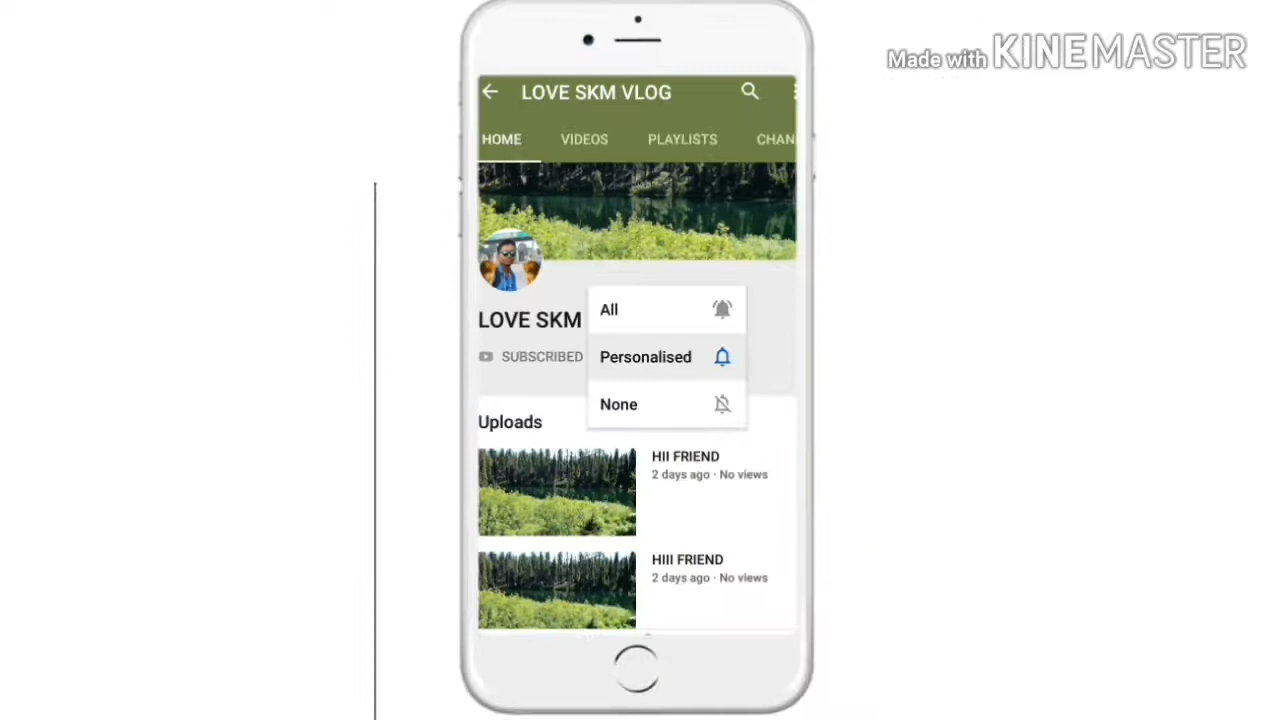 Made with KINEMASTER
LOVE SKM VLOG
HOME VIDEOS PLAYLISTS CHAN
All
LOVE SKM
Personalised
SUBSCRIBED
None
Uploads
HII FRIEND
2 days ago · No views
HIII FRIEND
2 days ago · No views